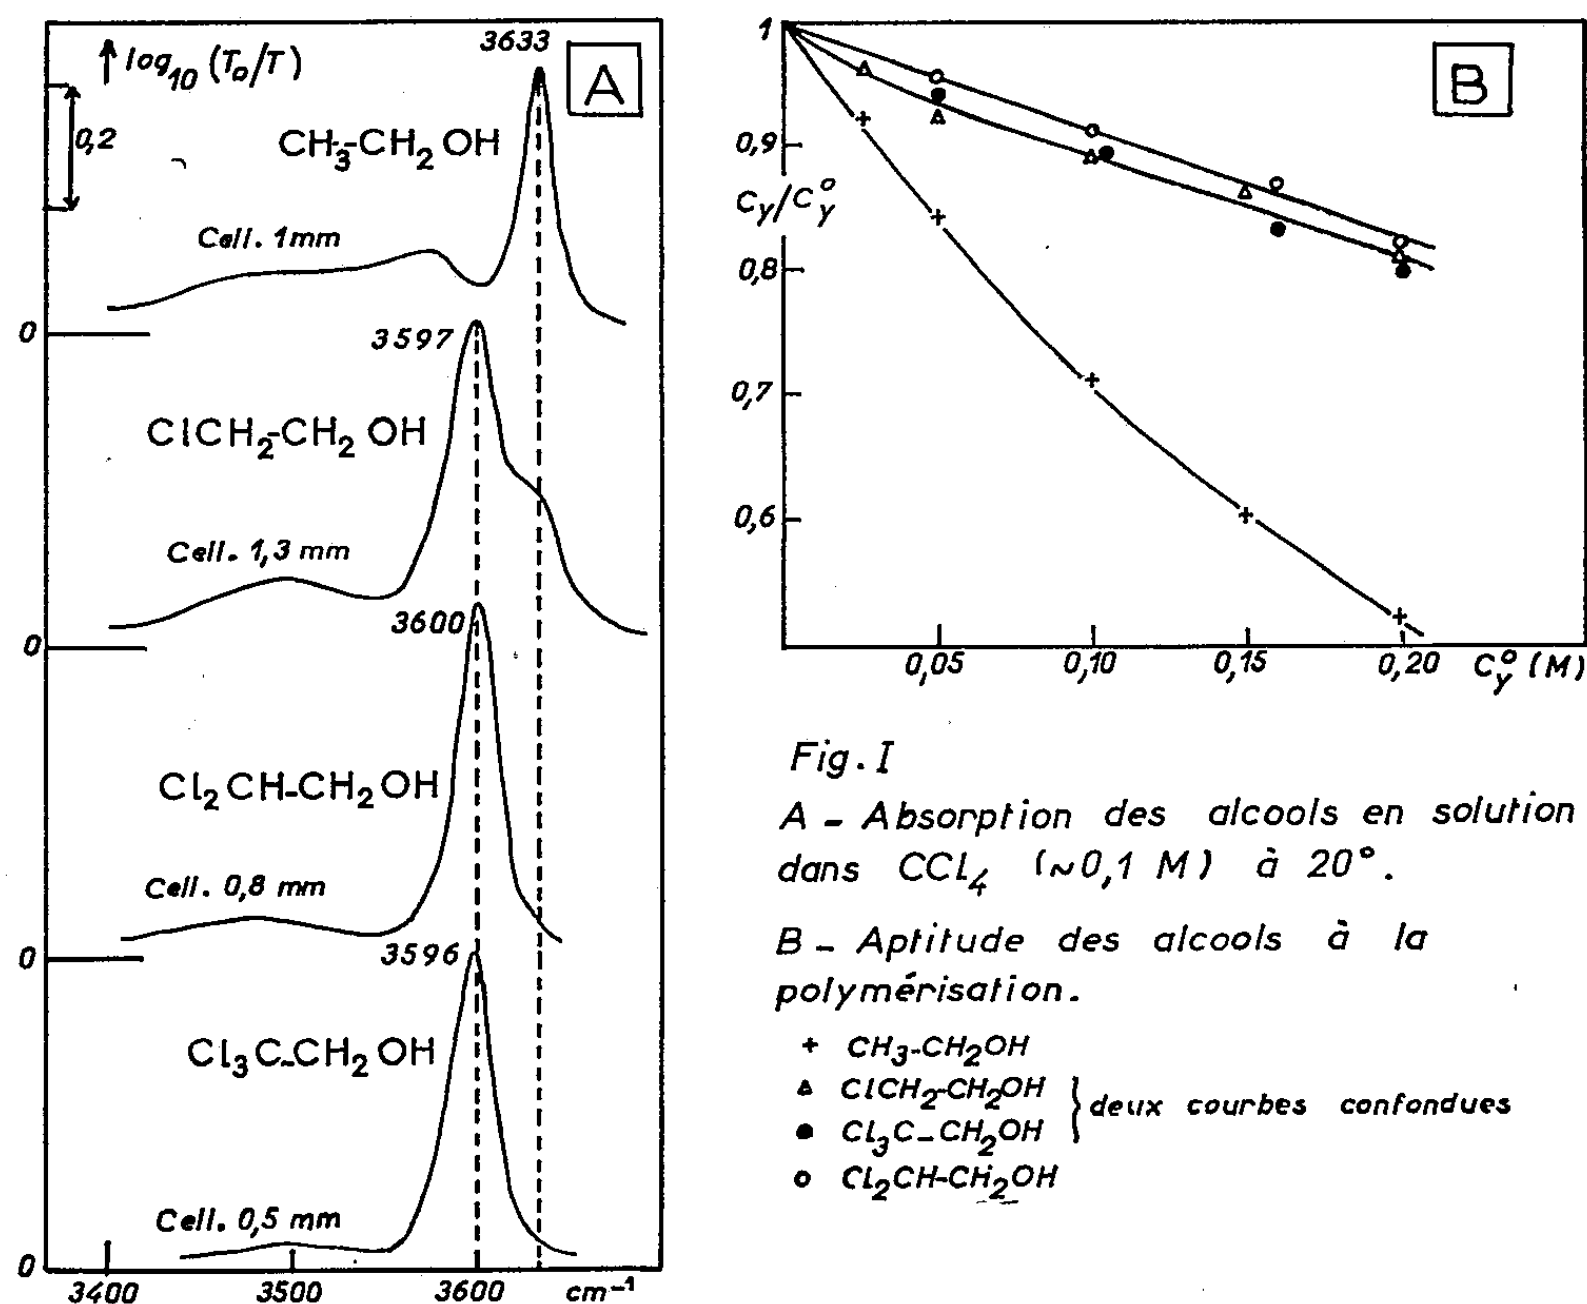 log10 (To/T)
3633
A
0,2
CH3-CH2 OH
Cell. 1mm
0
3597
ClCH2-CH2 OH
Cell. 1,3 mm
0
3600
Cl2 CH-CH2 OH
Cell. 0,8 mm
0
3596
Cl3 C-CH2 OH
Cell. 0,5 mm
0
3400 3500 3600 cm-1
1
B
0,9
Cy/C°y
0,8
0,7
0,6
0,05 0,10 0,15 0,20 C°y (M)
Fig. I
A - Absorption des alcools en solution
dans CCL4 (~0,1 M) à 20°.
B - Aptitude des alcools à la
polymérisation.
+ CH3-CH2OH
△ ClCH2-CH2OH
● Cl3C-CH2OH
} deux courbes confondues
○ Cl2CH-CH2OH